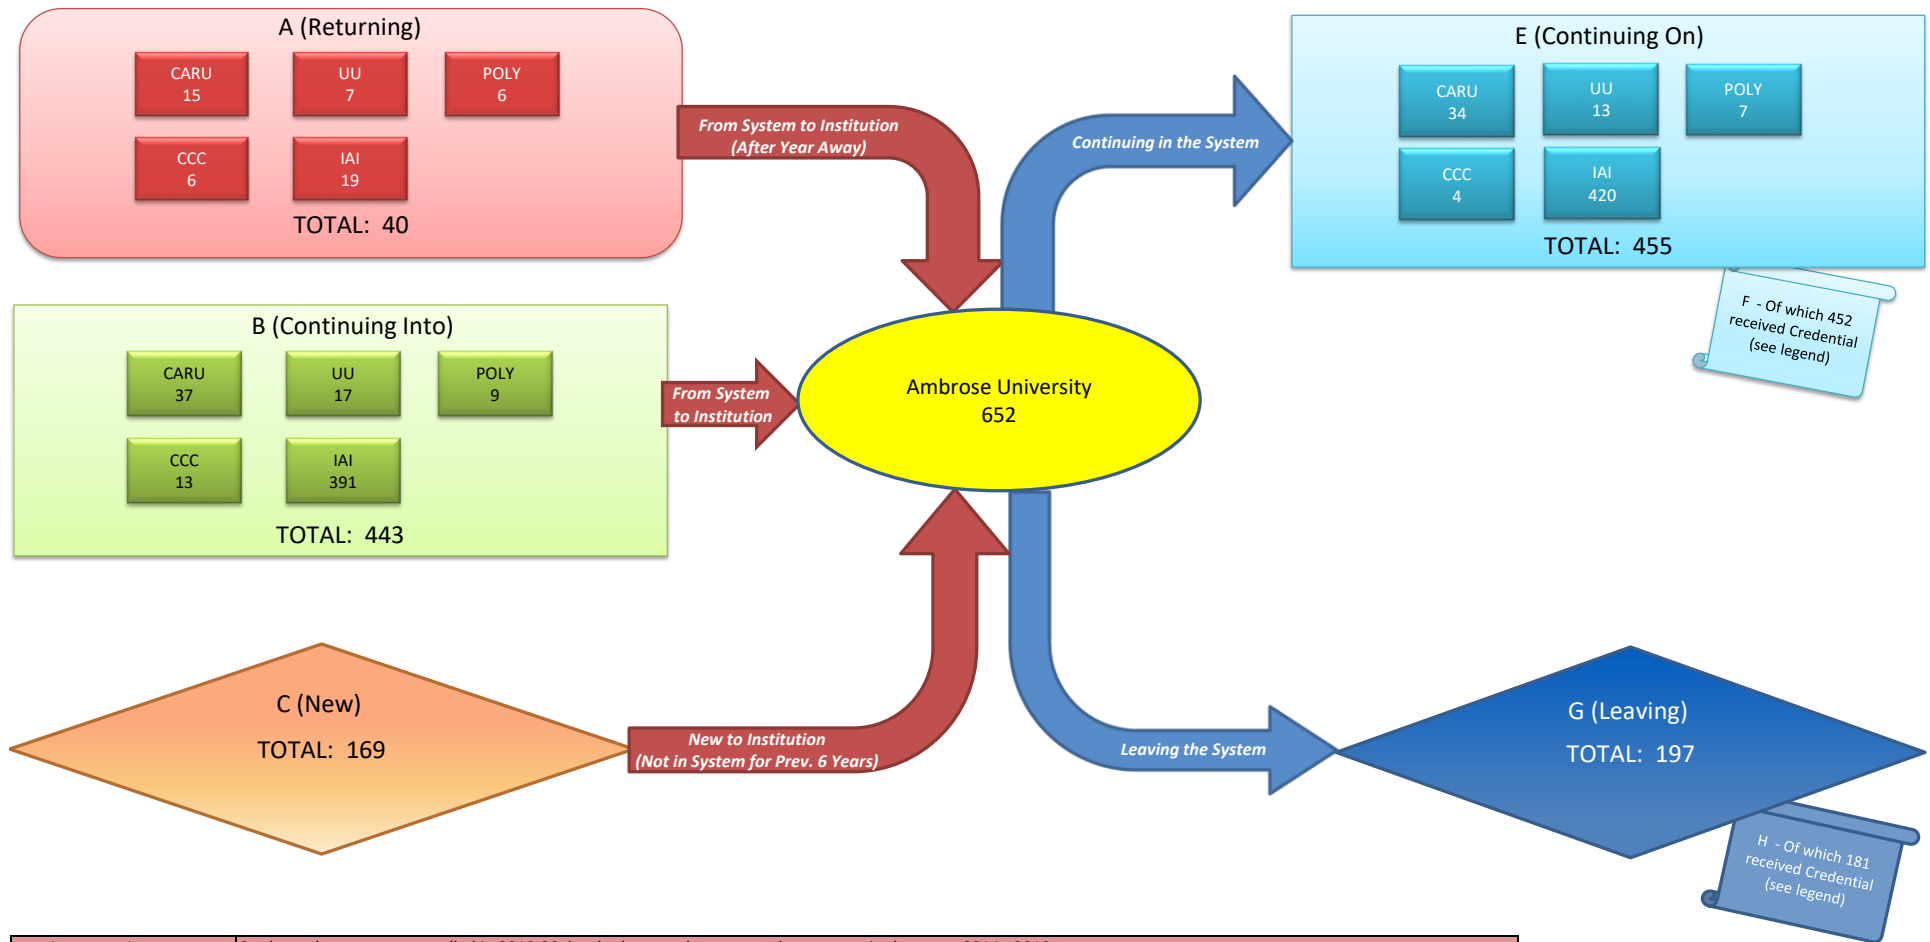 A (Returning)
CARU
15
UU
7
POLY
6
CCC
6
IAI
19
TOTAL: 40
From System to Institution
(After Year Away)
B (Continuing Into)
CARU
37
UU
17
POLY
9
CCC
13
IAI
391
TOTAL: 443
From System
to Institution
C (New)
TOTAL: 169
New to Institution
(Not in System for Prev. 6 Years)
Ambrose University
652
Continuing in the System
E (Continuing On)
CARU
34
UU
13
POLY
7
CCC
4
IAI
420
TOTAL: 455
F - Of which 452
received Credential
(see legend)
Leaving the System
G (Leaving)
TOTAL: 197
H - Of which 181
received Credential
(see legend)